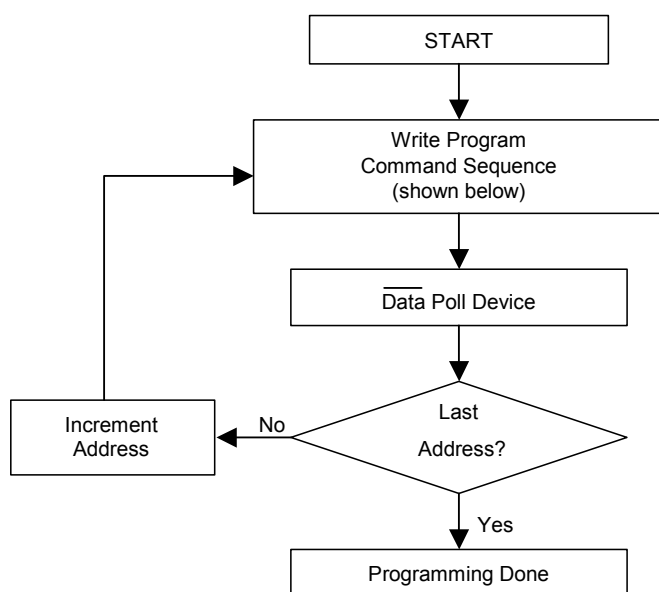 START
Write Program
Command Sequence
(shown below)
Data Poll Device
Increment
Address
No
Last
Address?
Yes
Programming Done